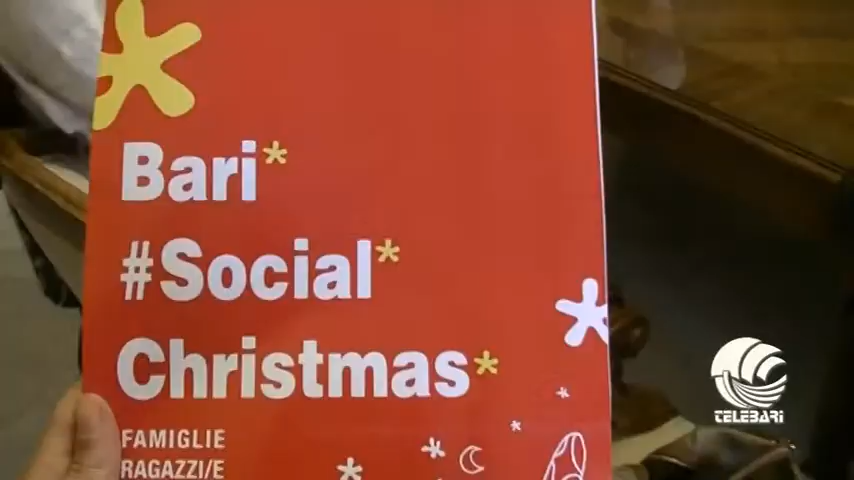 Bari*
#Social*
Christmas*
FAMIGLIE
RAGAZZI/E
TELEBARI